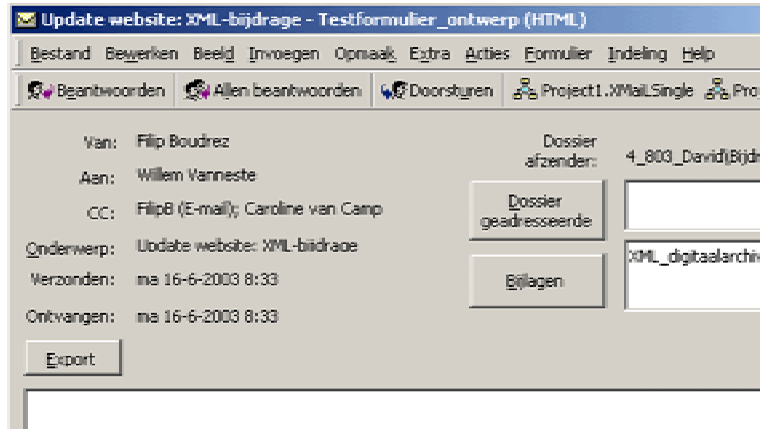 Update website: XML-bijdrage - Testformulier_ontwerp (HTML)
Bestand Bewerken Beeld Invoegen Opmaak Extra Acties Formulier Indeling Help
Beantwoorden Allen beantwoorden Doorsturen Project1.XMaiLSingle Pro
Van: Filip Boudrez
Dossier afzender: 4_803_David\Bijdr
Aan: Willem Vanneste
CC: FilipB (E-mail); Caroline van Camp
Dossier geadresseerde
Onderwerp: Update website: XML-bijdrage
XML_digitaalarchiv
Verzonden: ma 16-6-2003 8:33
Bijlagen
Ontvangen: ma 16-6-2003 8:33
Export